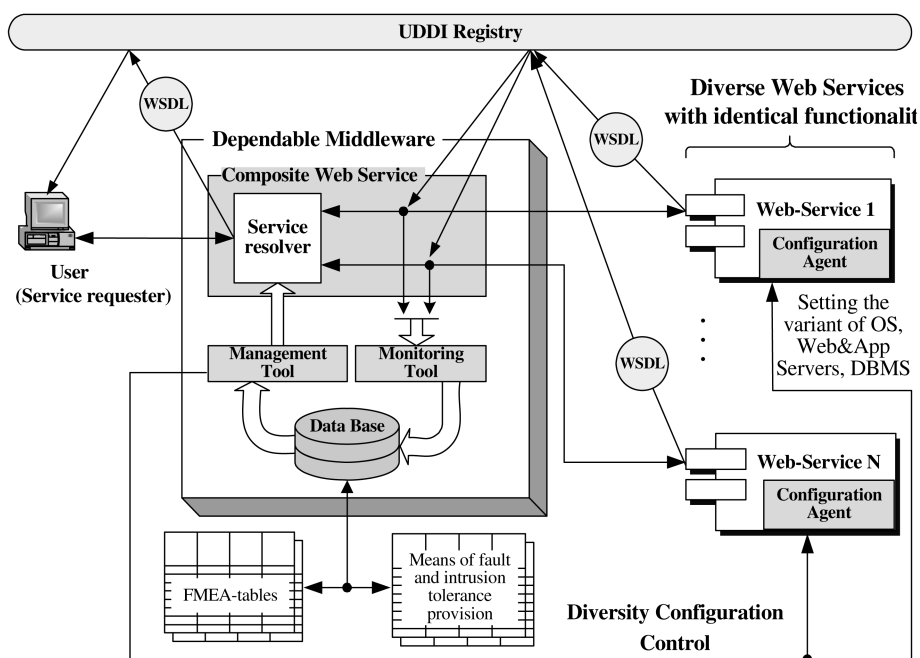 UDDI Registry
WSDL
WSDL
Diverse Web Services
with identical functionalit
Dependable Middleware
Composite Web Service
Service
resolver
Web-Service 1
Configuration
Agent
User
(Service requester)
Setting the
variant of OS,
Web&App
Servers, DBMS
Management
Tool
Monitoring
Tool
WSDL
Data Base
Web-Service N
Configuration
Agent
FMEA-tables
Means of fault
and intrusion
tolerance
provision
Diversity Configuration
Control